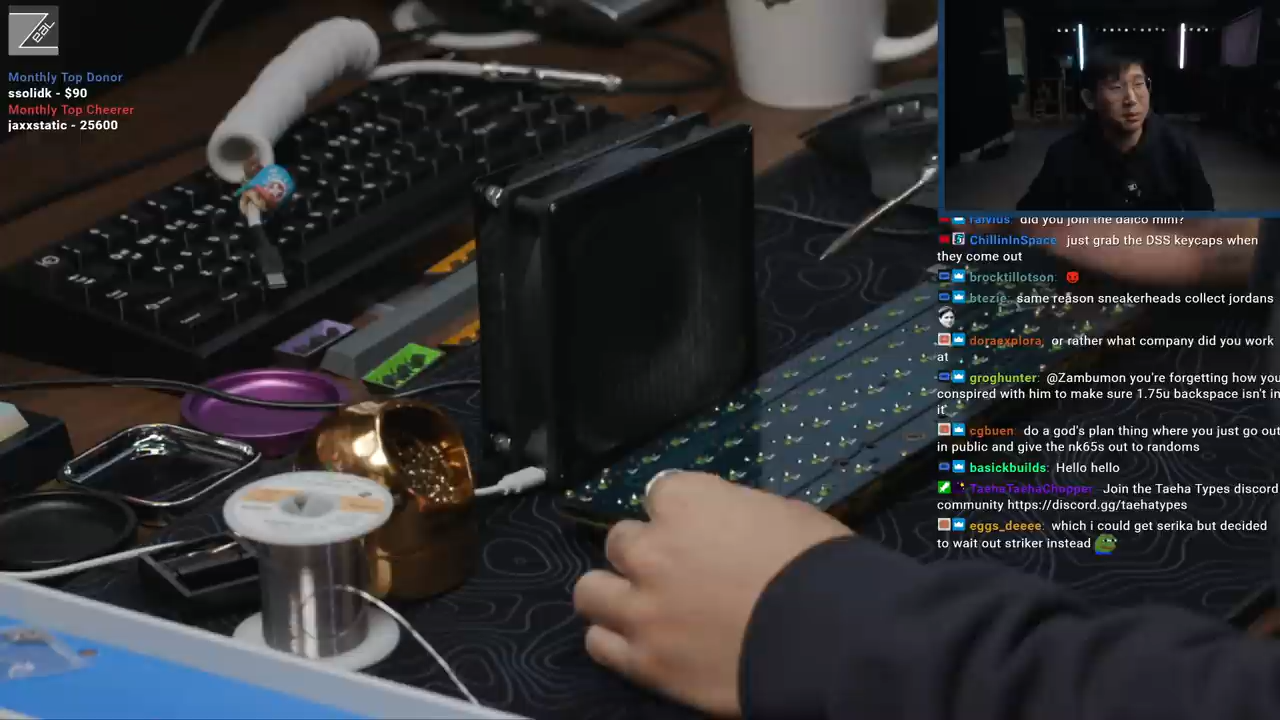 Zeal
Monthly Top Donor
ssolidk - $90
Monthly Top Cheerer
jaxxstatic - 25600
falvius: did you join the daico mini?
ChillinInSpace: just grab the DSS keycaps when
they come out
brocktillotson:
btezie: same reason sneakerheads collect jordans
doraexplora_ or rather what company did you work
at
groghunter: @Zambumon you're forgetting how you
conspired with him to make sure 1.75u backspace isn't in
it
cgbuen: do a god's plan thing where you just go out
in public and give the nk65s out to randoms
basickbuilds: Hello hello
TaehaTaehaChopper: Join the Taeha Types discord
community https://discord.gg/taehatypes
eggs_deeee: which i could get serika but decided
to wait out striker instead